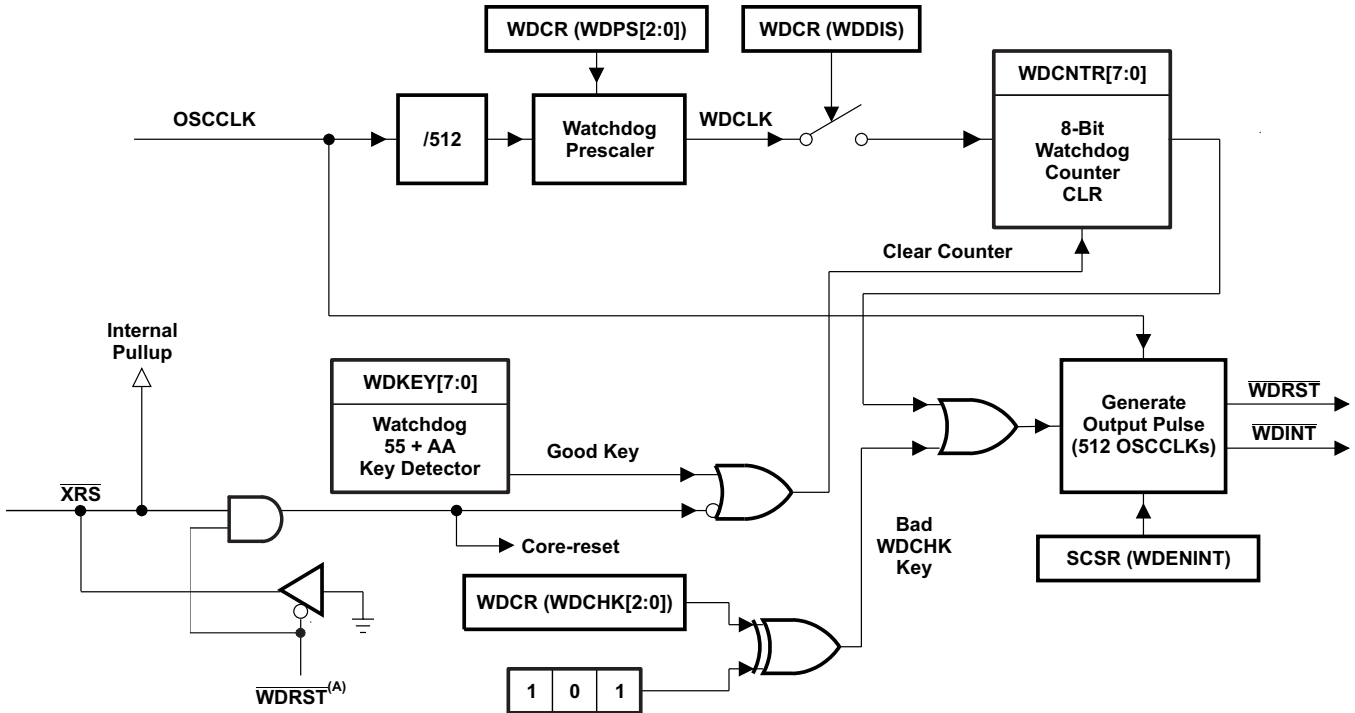 WDCR (WDPS[2:0])
WDCR (WDDIS)
WDCNTR[7:0]
OSCCLK
/512
Watchdog
Prescaler
WDCLK
8-Bit
Watchdog
Counter
CLR
Clear Counter
Internal
Pullup
WDKEY[7:0]
Watchdog
55 + AA
Key Detector
Good Key
Generate
Output Pulse
(512 OSCCLKs)
WDRST
WDINT
XRS
Core-reset
Bad
WDCHK
Key
SCSR (WDENINT)
WDCR (WDCHK[2:0])
WDRST(A)
1 0 1